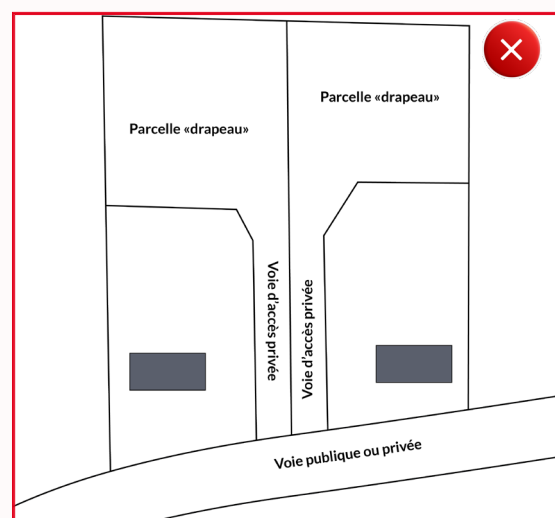 Parcelle «drapeau»
Parcelle «drapeau»
Voie d'accès privée
Voie d'accès privée
Voie publique ou privée